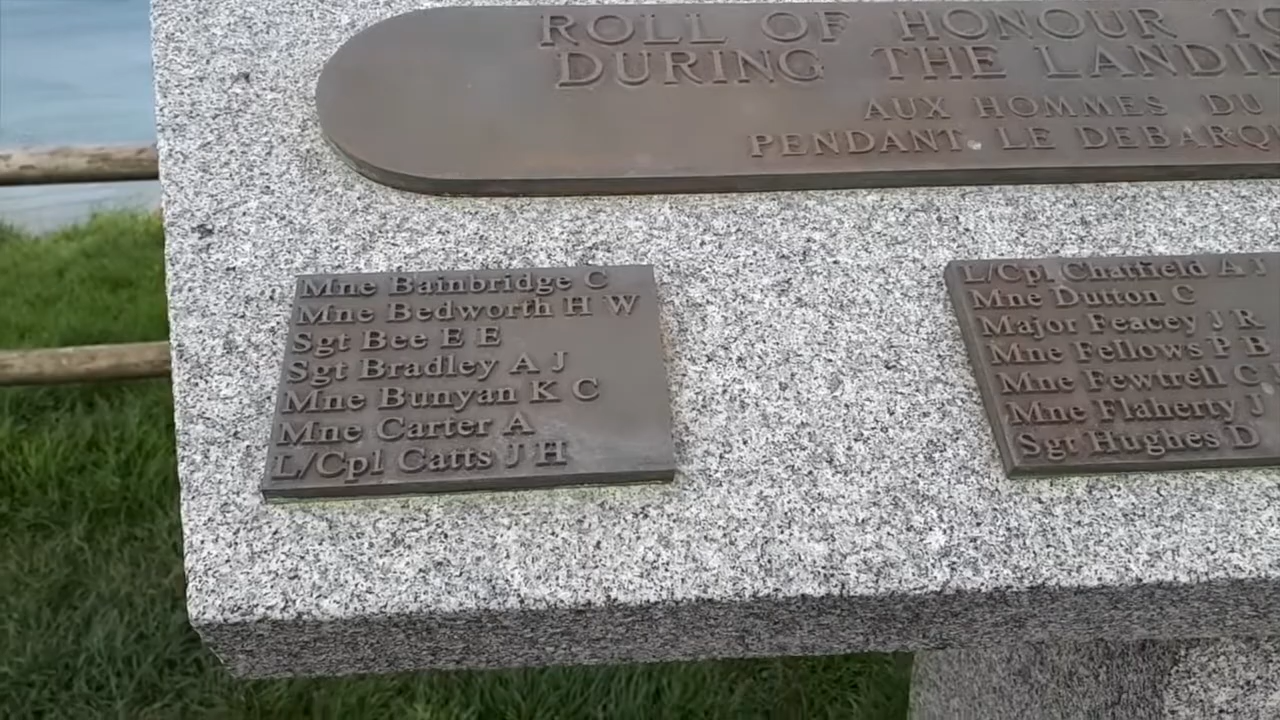 ROLL OF HONOUR TO
DURING THE LANDIN
AUX HOMMES DU
PENDANT LE DEBARQU
Mne Bainbridge C
Mne Bedworth H W
Sgt Bee E E
Sgt Bradley A J
Mne Bunyan K C
Mne Carter A
L/Cpl Catts J H
L/Cpl Chatfield A J
Mne Dutton C
Major Feacey J R
Mne Fellows P B
Mne Fewtrell C
Mne Flaherty J
Sgt Hughes D